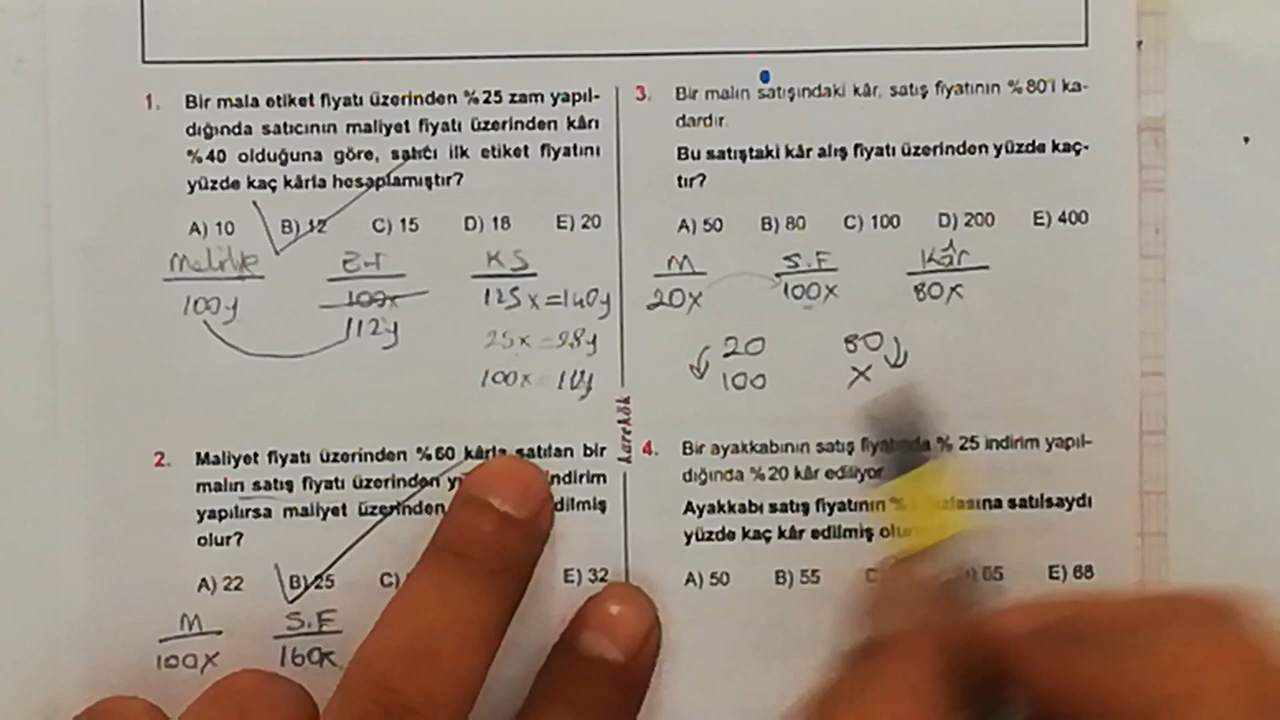 1. Bir mala etiket fiyatı üzerinden %25 zam yapıl-
dığında satıcının maliyet fiyatı üzerinden kârı
%40 olduğuna göre, satıcı ilk etiket fiyatını
yüzde kaç kârla hesaplamıştır?
A) 10 B) 12 C) 15 D) 18 E) 20
100y 100x 125x=140y
112y
25x=28y
100x
2. Maliyet fiyatı üzerinden %60 kârla satılan bir
malın satış fiyatı üzerinden indirim
yapılırsa maliyet üzerinden edilmiş
olur?
A) 22 B) 25 C) E) 32
M S.F
100x 160x
karekök
3. Bir malın satışındaki kâr, satış fiyatının %80'i ka-
dardır.
Bu satıştaki kâr alış fiyatı üzerinden yüzde kaç-
tır?
A) 50 B) 80 C) 100 D) 200 E) 400
M S.F Kâr
20x 100x 80x
20 80
100 x
4. Bir ayakkabının satış fiyatında % 25 indirim yapıl-
dığında %20 kâr ediliyor.
Ayakkabı satış fiyatının % satılsaydı
yüzde kaç kâr edilmiş
A) 50 B) 55 65 E) 68